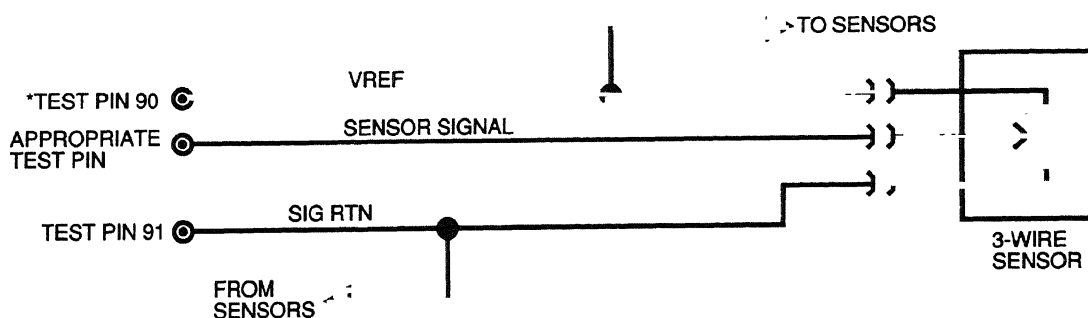 TO SENSORS
VREF
*TEST PIN 90
SENSOR SIGNAL
APPROPRIATE
TEST PIN
SIG RTN
TEST PIN 91
3-WIRE
SENSOR
FROM
SENSORS